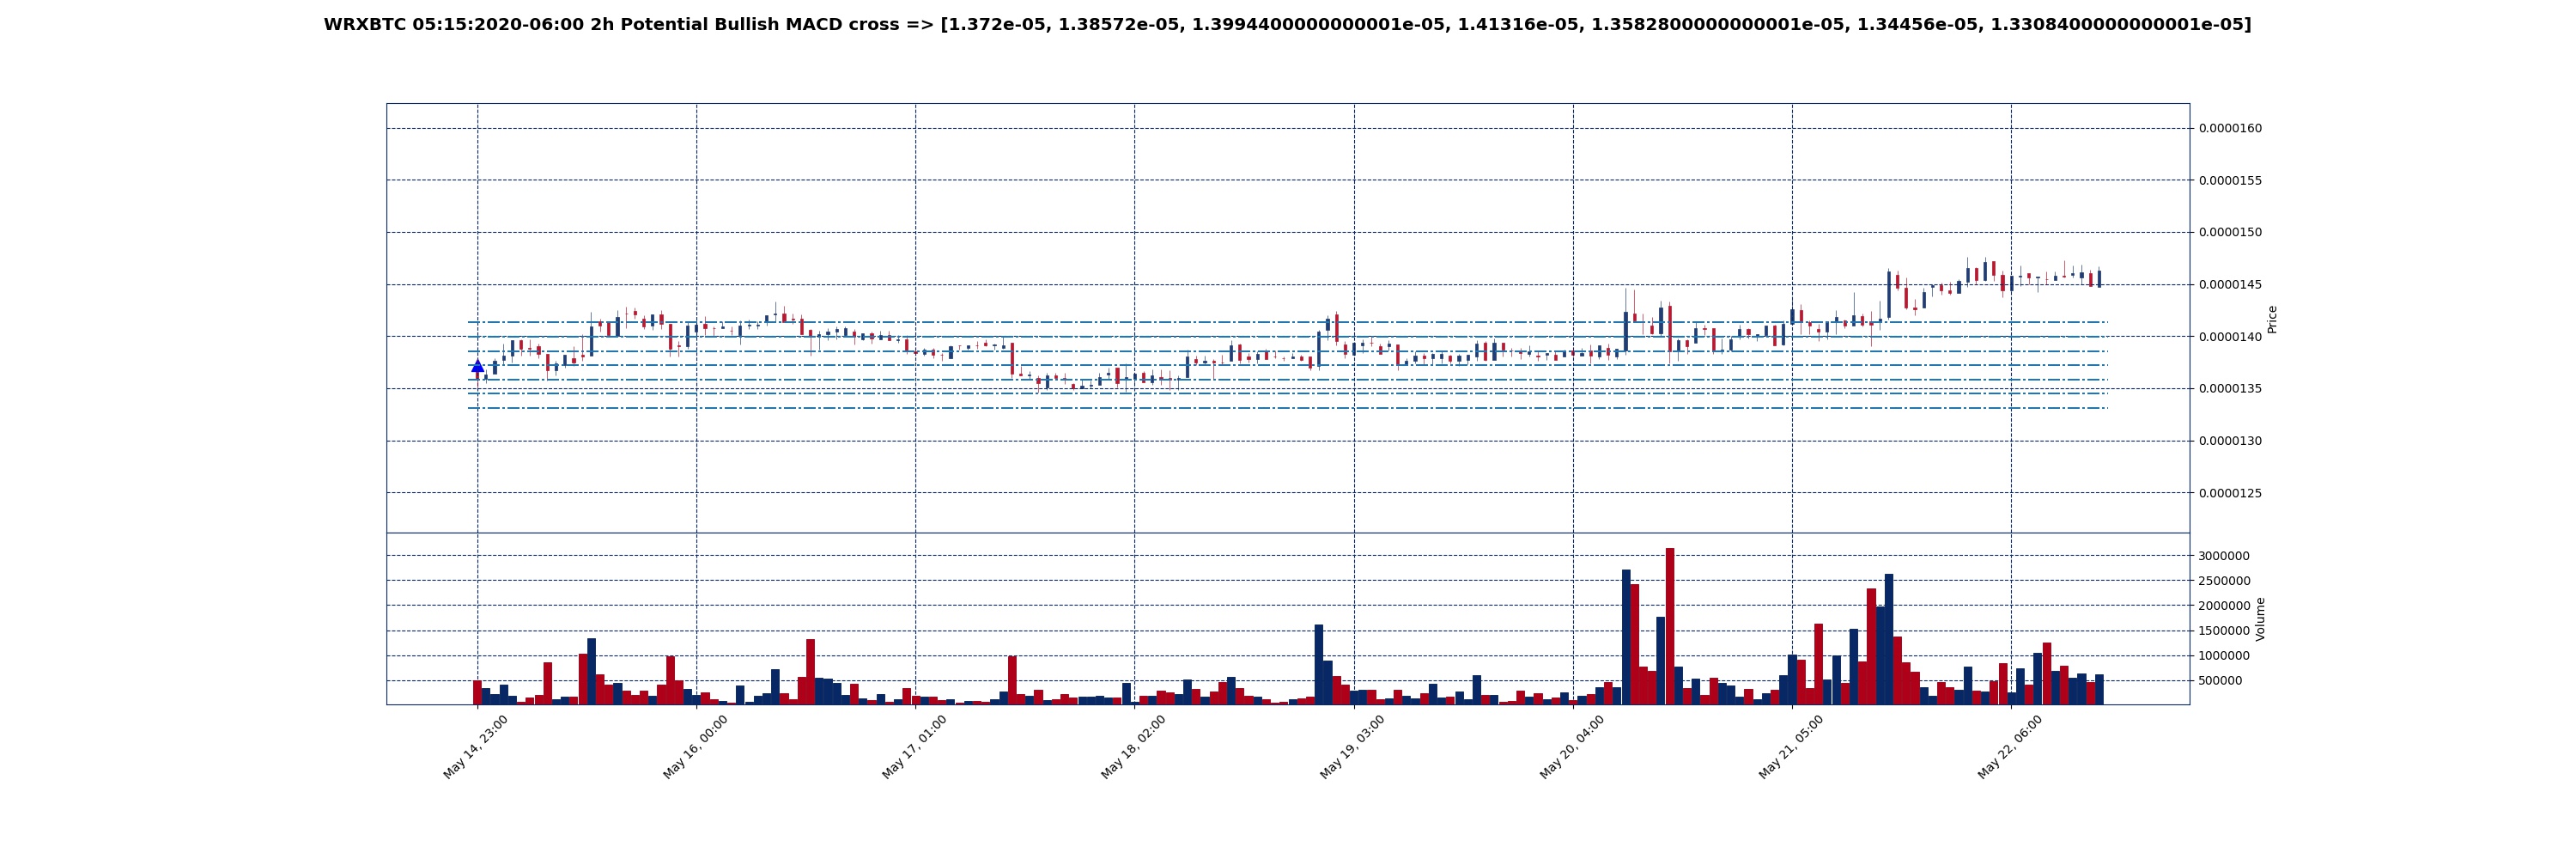 WRXBTC 05:15:2020-06:00 2h Potential Bullish MACD cross => [1.372e-05, 1.38572e-05, 1.3994400000000001e-05, 1.41316e-05, 1.3582800000000001e-05, 1.34456e-05, 1.3308400000000001e-05]
0.0000160
0.0000155
0.0000150
0.0000145
Price
0.0000140
0.0000135
0.0000130
0.0000125
3000000
2500000
2000000
Volume
1500000
1000000
500000
May 14, 23:00
May 16, 00:00
May 17, 01:00
May 18, 02:00
May 19, 03:00
May 20, 04:00
May 21, 05:00
May 22, 06:00